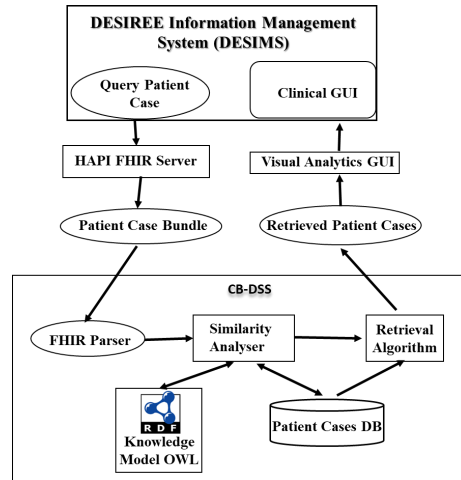 DESIREE Information Management
System (DESIMS)
Query Patient
Case
Clinical GUI
HAPI FHIR Server
Visual Analytics GUI
Patient Case Bundle
Retrieved Patient Cases
CB-DSS
FHIR Parser
Similarity
Analyser
Retrieval
Algorithm
RDF
Knowledge
Model OWL
Patient Cases DB